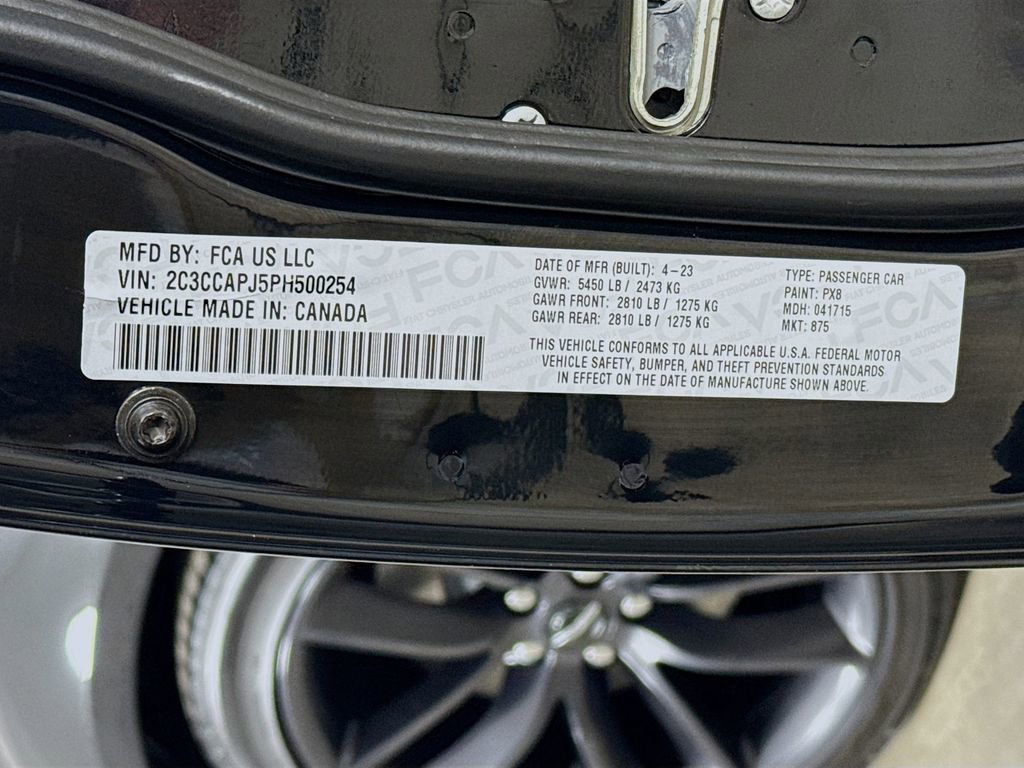 MFD BY: FCA US LLC
VIN: 2C3CCAPJ5PH500254
VEHICLE MADE IN: CANADA
DATE OF MFR (BUILT): 4-23
GVWR: 5450 LB / 2473 KG
GAWR FRONT: 2810 LB / 1275 KG
GAWR REAR: 2810 LB / 1275 KG
TYPE: PASSENGER CAR
PAINT: PX8
MDH: 041715
MKT: 875
THIS VEHICLE CONFORMS TO ALL APPLICABLE U.S.A. FEDERAL MOTOR
VEHICLE SAFETY, BUMPER, AND THEFT PREVENTION STANDARDS
IN EFFECT ON THE DATE OF MANUFACTURE SHOWN ABOVE.